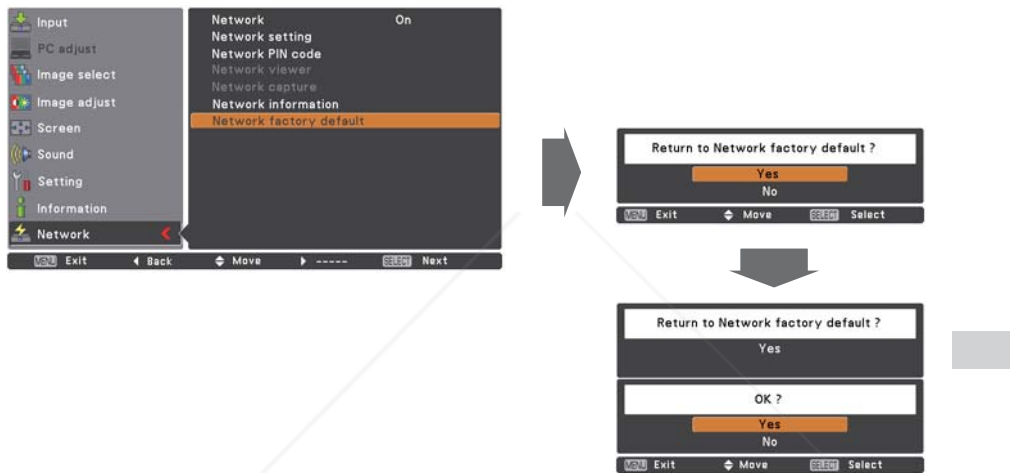 Input
PC adjust
Image select
Image adjust
Screen
Sound
Setting
Information
Network
Network On
Network setting
Network PIN code
Network viewer
Network capture
Network information
Network factory default
MENU Exit Back Move ----- SELECT Next
Return to Network factory default ?
Yes
No
MENU Exit Move SELECT Select
Return to Network factory default ?
Yes
OK ?
Yes
No
MENU Exit Move SELECT Select